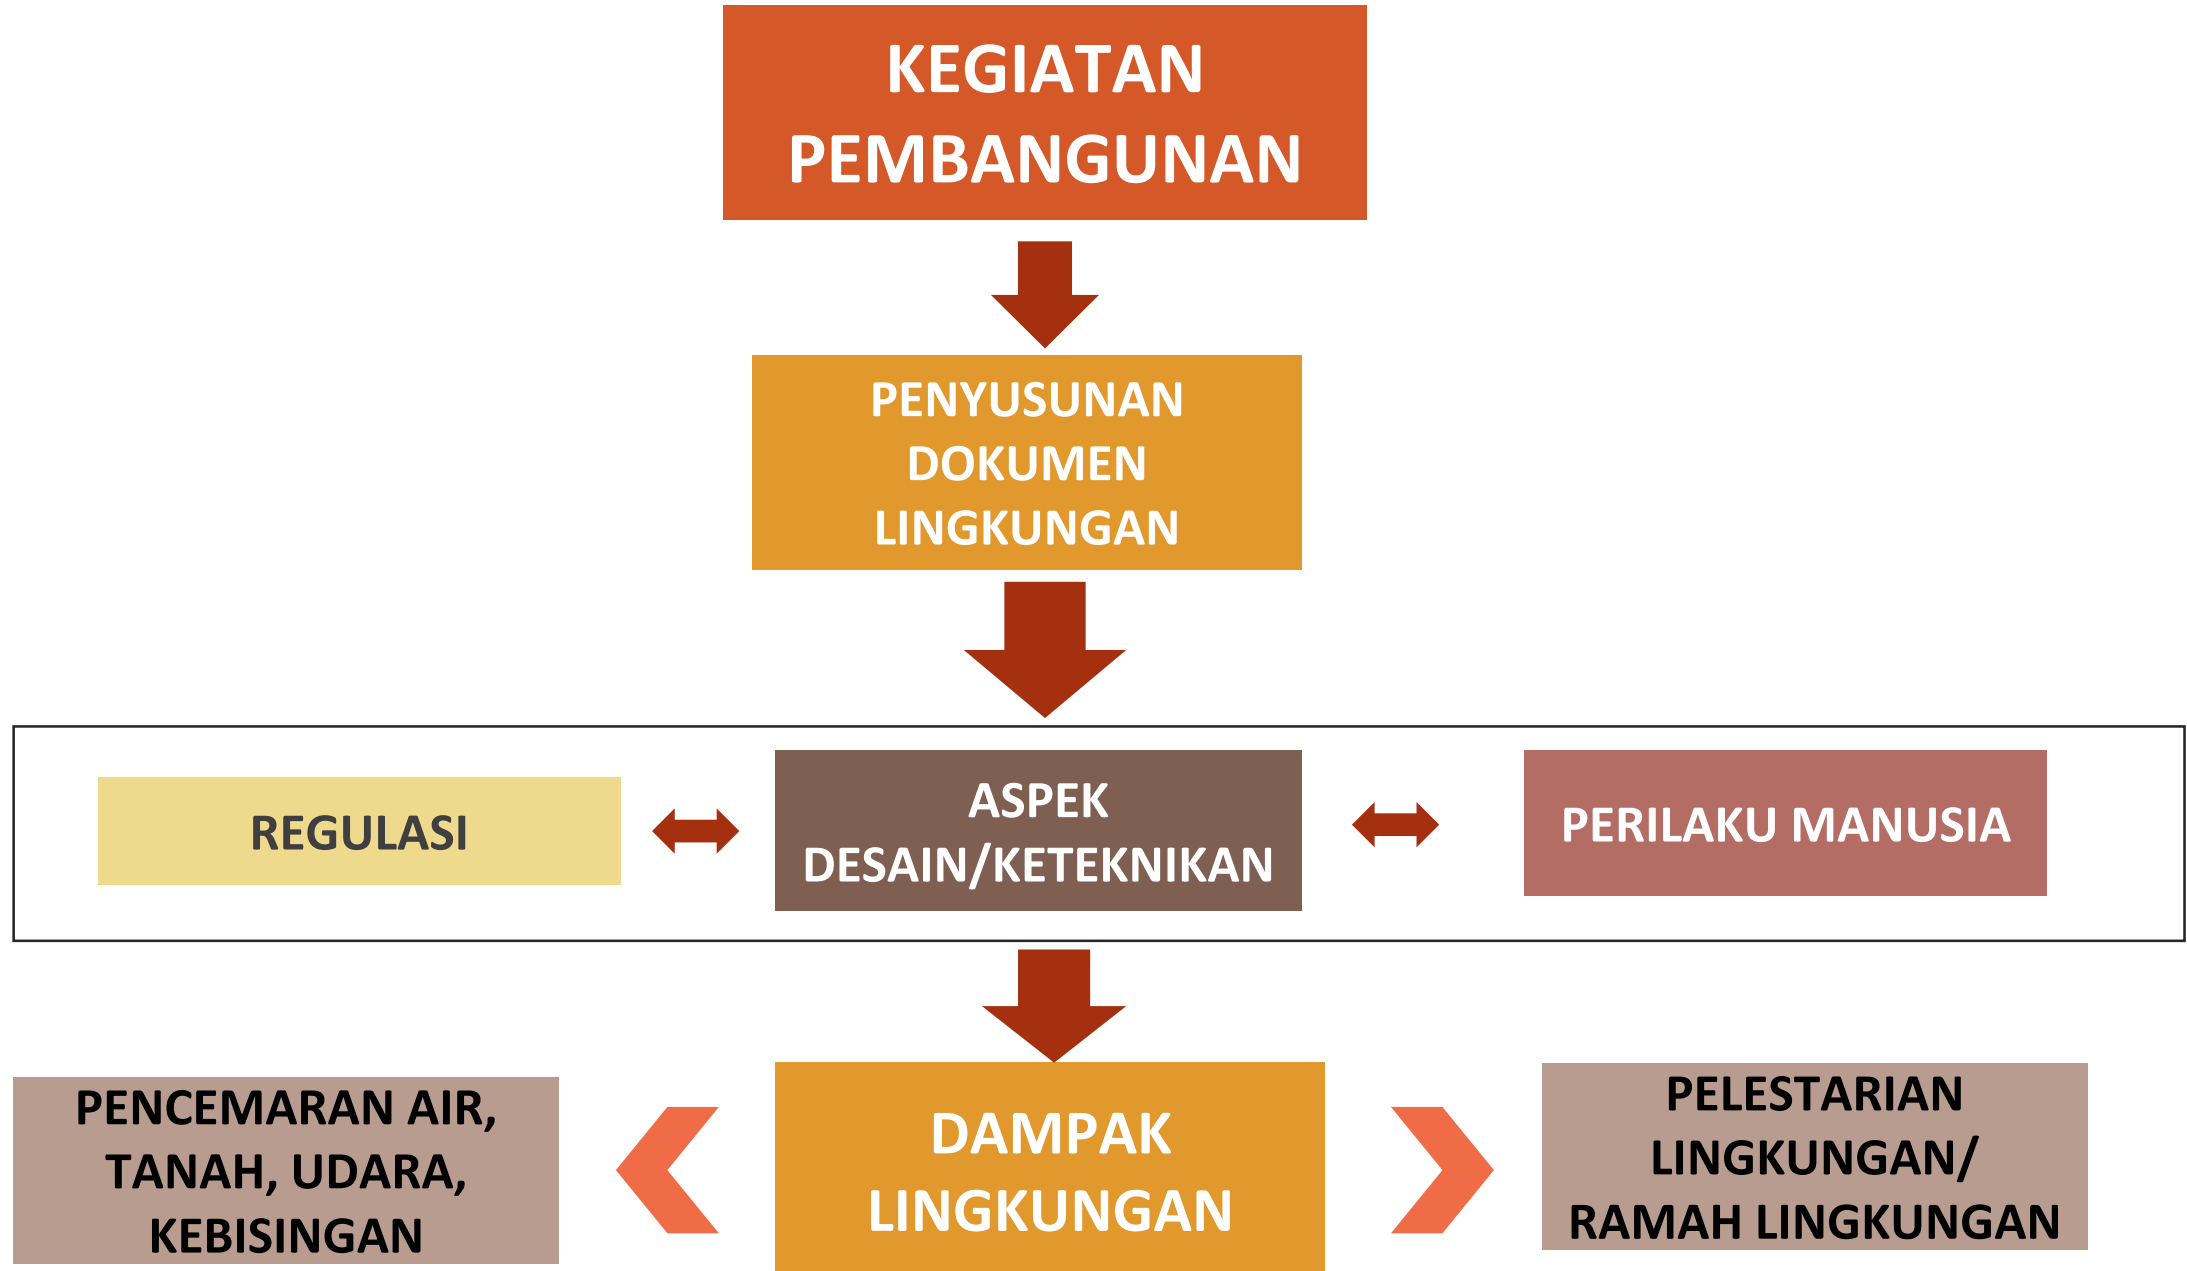 KEGIATAN
PEMBANGUNAN
PENYUSUNAN
DOKUMEN
LINGKUNGAN
REGULASI
ASPEK
DESAIN/KETEKNIKAN
PERILAKU MANUSIA
PENCEMARAN AIR,
TANAH, UDARA,
KEBISINGAN
DAMPAK
LINGKUNGAN
PELESTARIAN
LINGKUNGAN/
RAMAH LINGKUNGAN